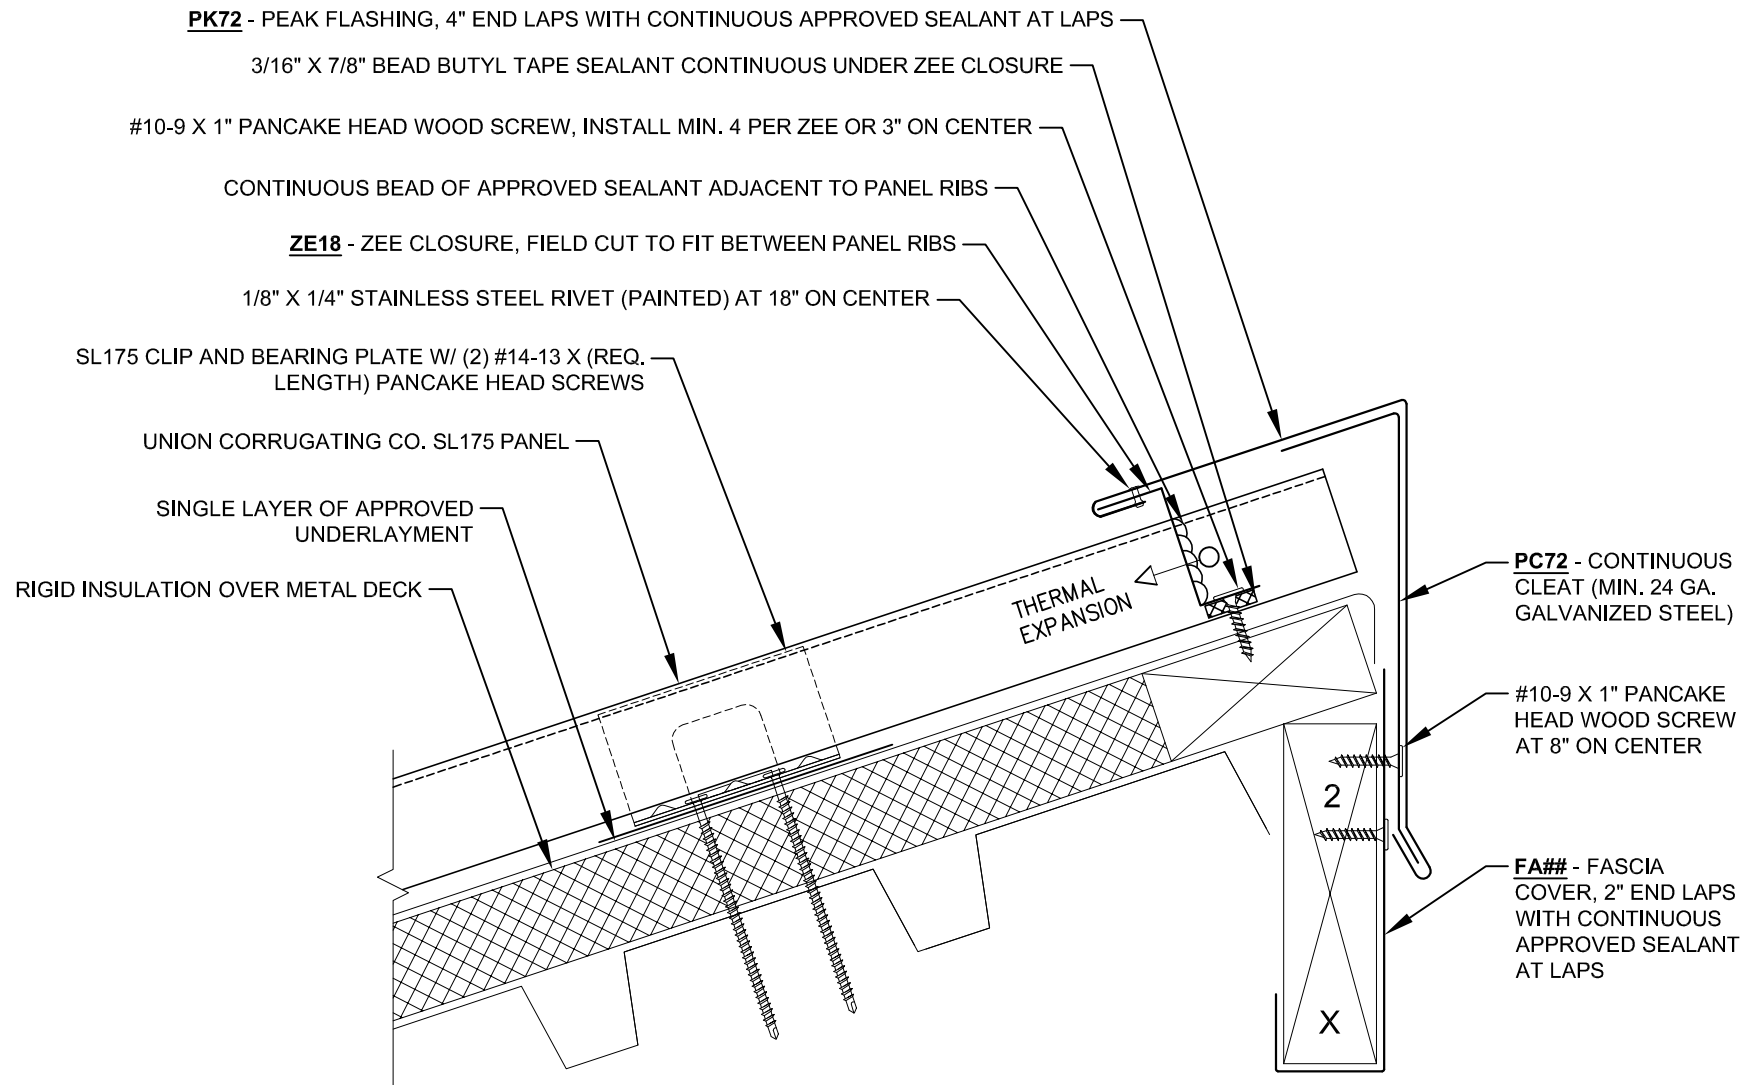 PK72 - PEAK FLASHING, 4" END LAPS WITH CONTINUOUS APPROVED SEALANT AT LAPS
3/16" X 7/8" BEAD BUTYL TAPE SEALANT CONTINUOUS UNDER ZEE CLOSURE
#10-9 X 1" PANCAKE HEAD WOOD SCREW, INSTALL MIN. 4 PER ZEE OR 3" ON CENTER
CONTINUOUS BEAD OF APPROVED SEALANT ADJACENT TO PANEL RIBS
ZE18 - ZEE CLOSURE, FIELD CUT TO FIT BETWEEN PANEL RIBS
1/8" X 1/4" STAINLESS STEEL RIVET (PAINTED) AT 18" ON CENTER
SL175 CLIP AND BEARING PLATE W/ (2) #14-13 X (REQ.
LENGTH) PANCAKE HEAD SCREWS
UNION CORRUGATING CO. SL175 PANEL
SINGLE LAYER OF APPROVED
UNDERLAYMENT
RIGID INSULATION OVER METAL DECK
THERMAL
EXPANSION
PC72 - CONTINUOUS
CLEAT (MIN. 24 GA.
GALVANIZED STEEL)
#10-9 X 1" PANCAKE
HEAD WOOD SCREW
AT 8" ON CENTER
2
X
FA## - FASCIA
COVER, 2" END LAPS
WITH CONTINUOUS
APPROVED SEALANT
AT LAPS